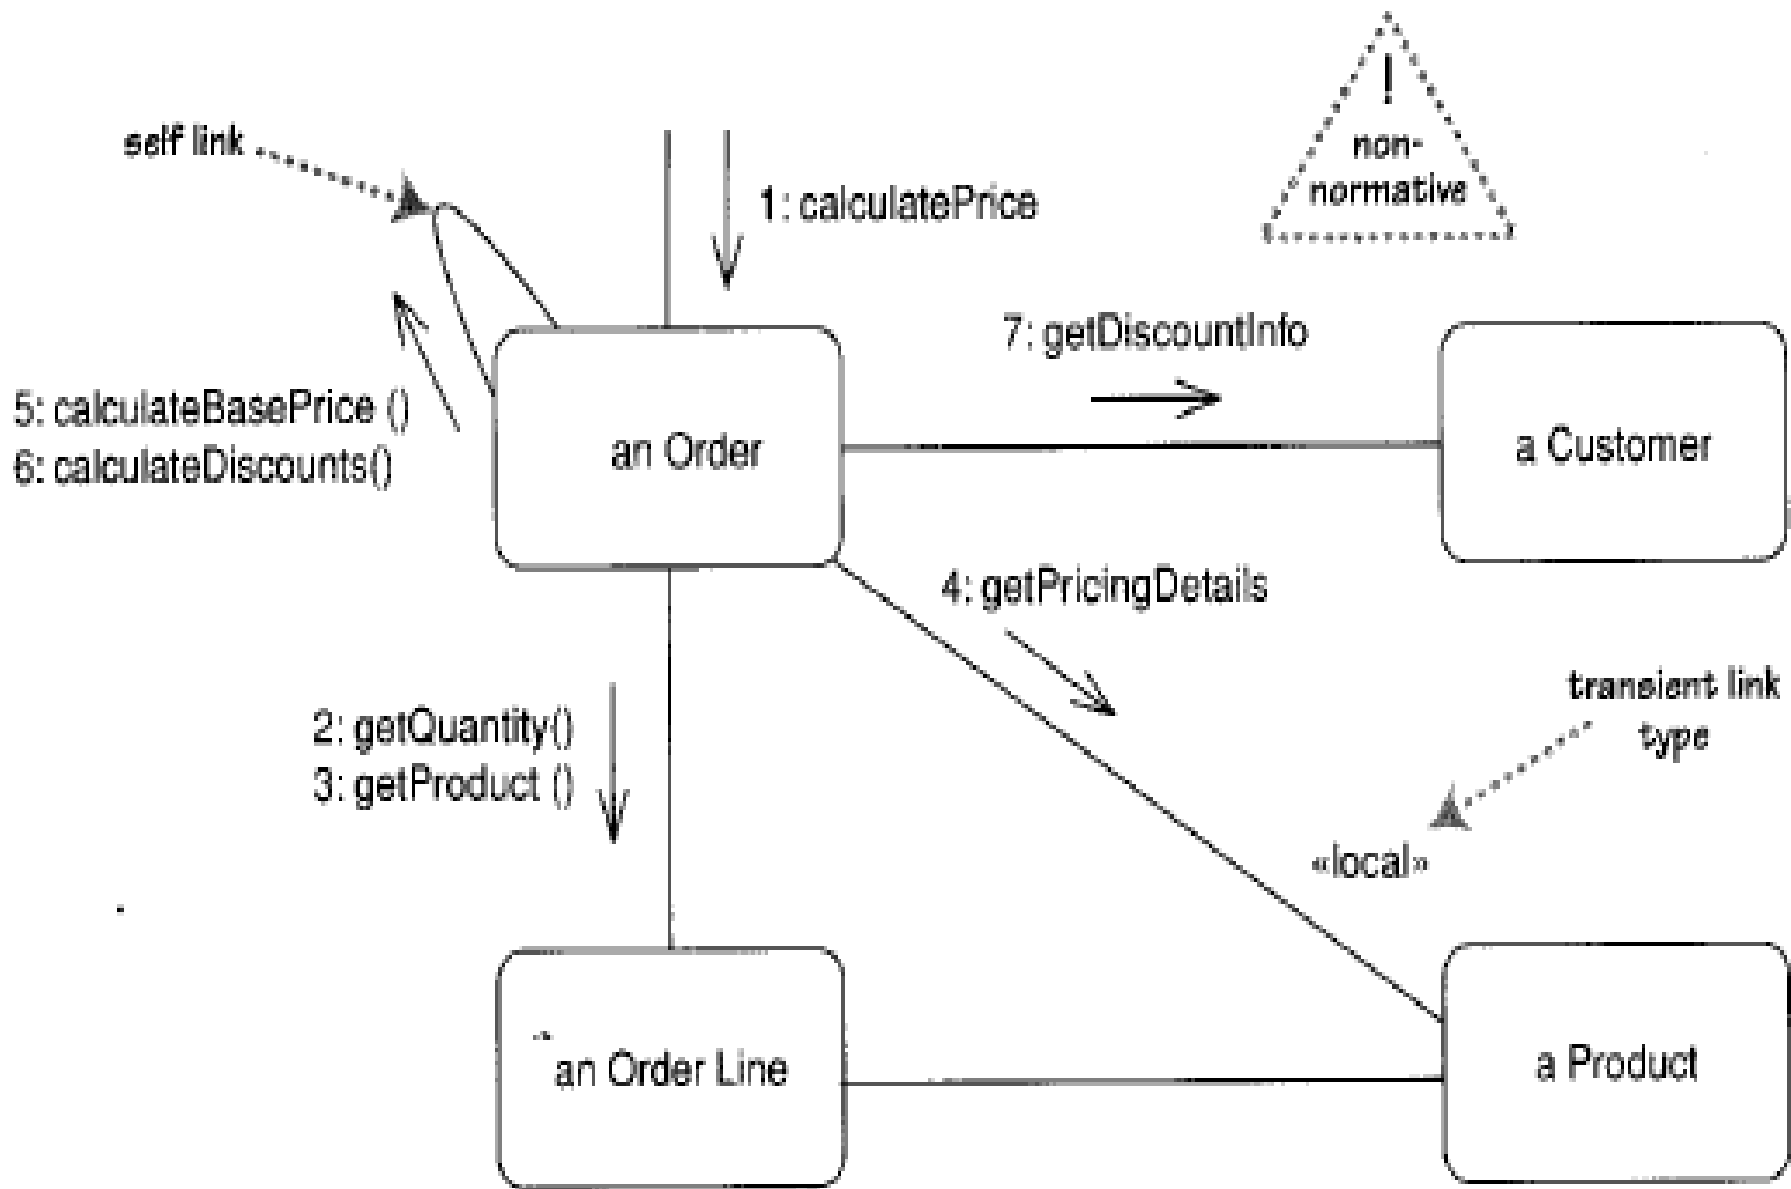 !
non-
normative
self link
1: calculatePrice
7: getDiscountInfo
5: calculateBasePrice ()
6: calculateDiscounts()
an Order
a Customer
4: getPricingDetails
2: getQuantity()
3: getProduct ()
transient link
type
«local»
an Order Line
a Product